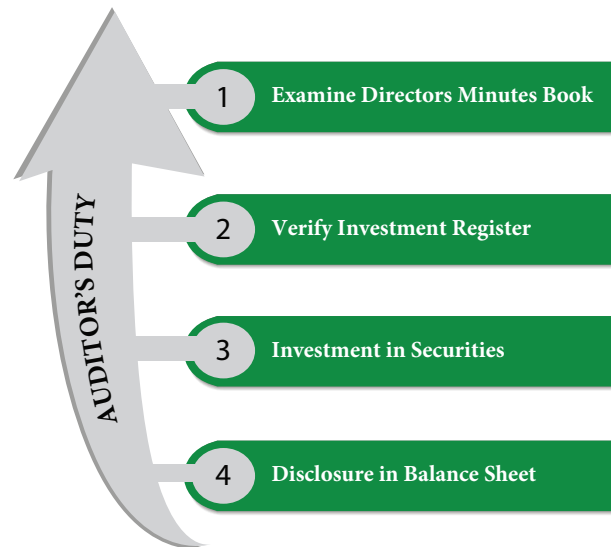 AUDITOR'S DUTY
1 Examine Directors Minutes Book
2 Verify Investment Register
3 Investment in Securities
4 Disclosure in Balance Sheet